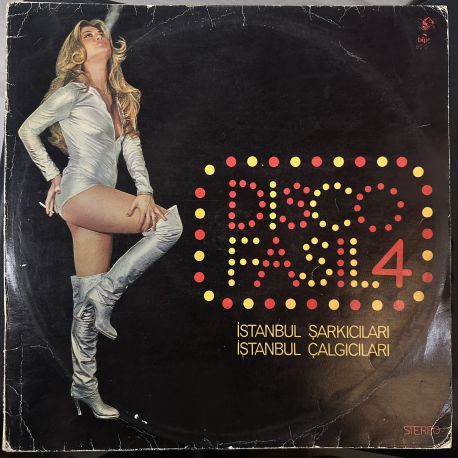 DISCO
FASIL 4
İSTANBUL ŞARKICILARI
İSTANBUL ÇALGICILARI
STEREO